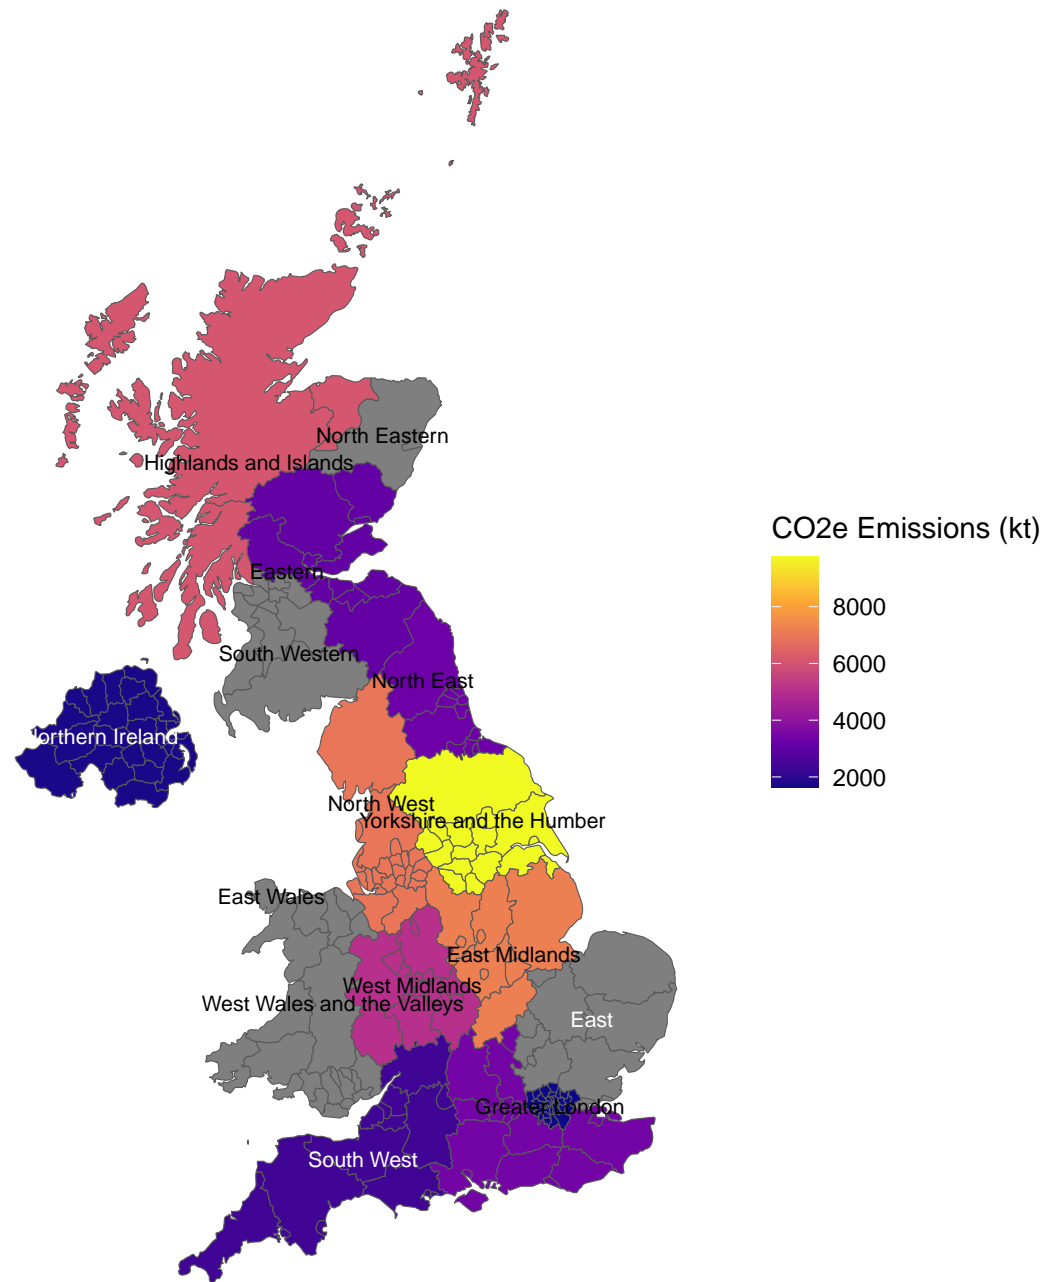 North Eastern
Highlands and Islands
CO2e Emissions (kt)
Eastern
8000
South Western
6000
North East
4000
orthern Ireland
2000
North West
Yorkshire and the Humber
East Wales
East Midlands
West Midlands
West Wales and the Valleys
East
Greater London
South West